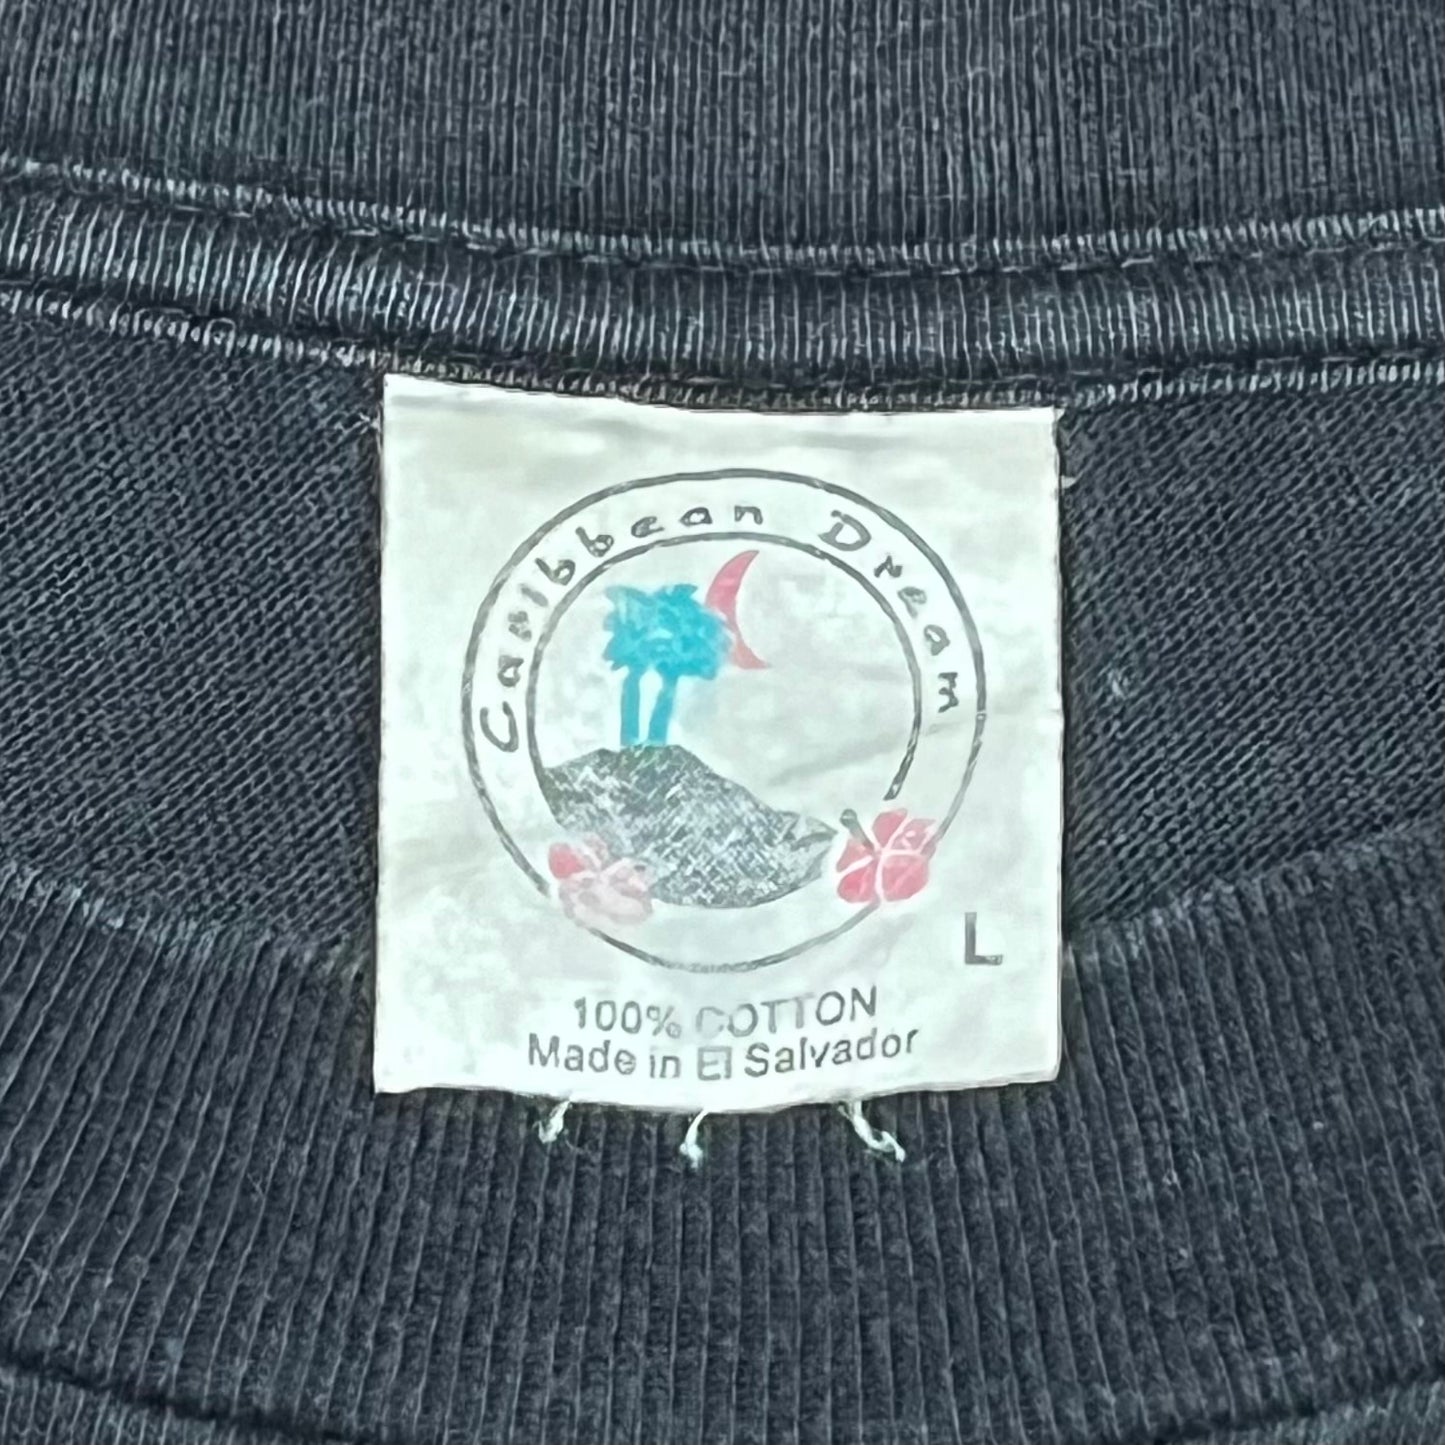 Caribbean Dream
L
100% COTTON
Made in El Salvador